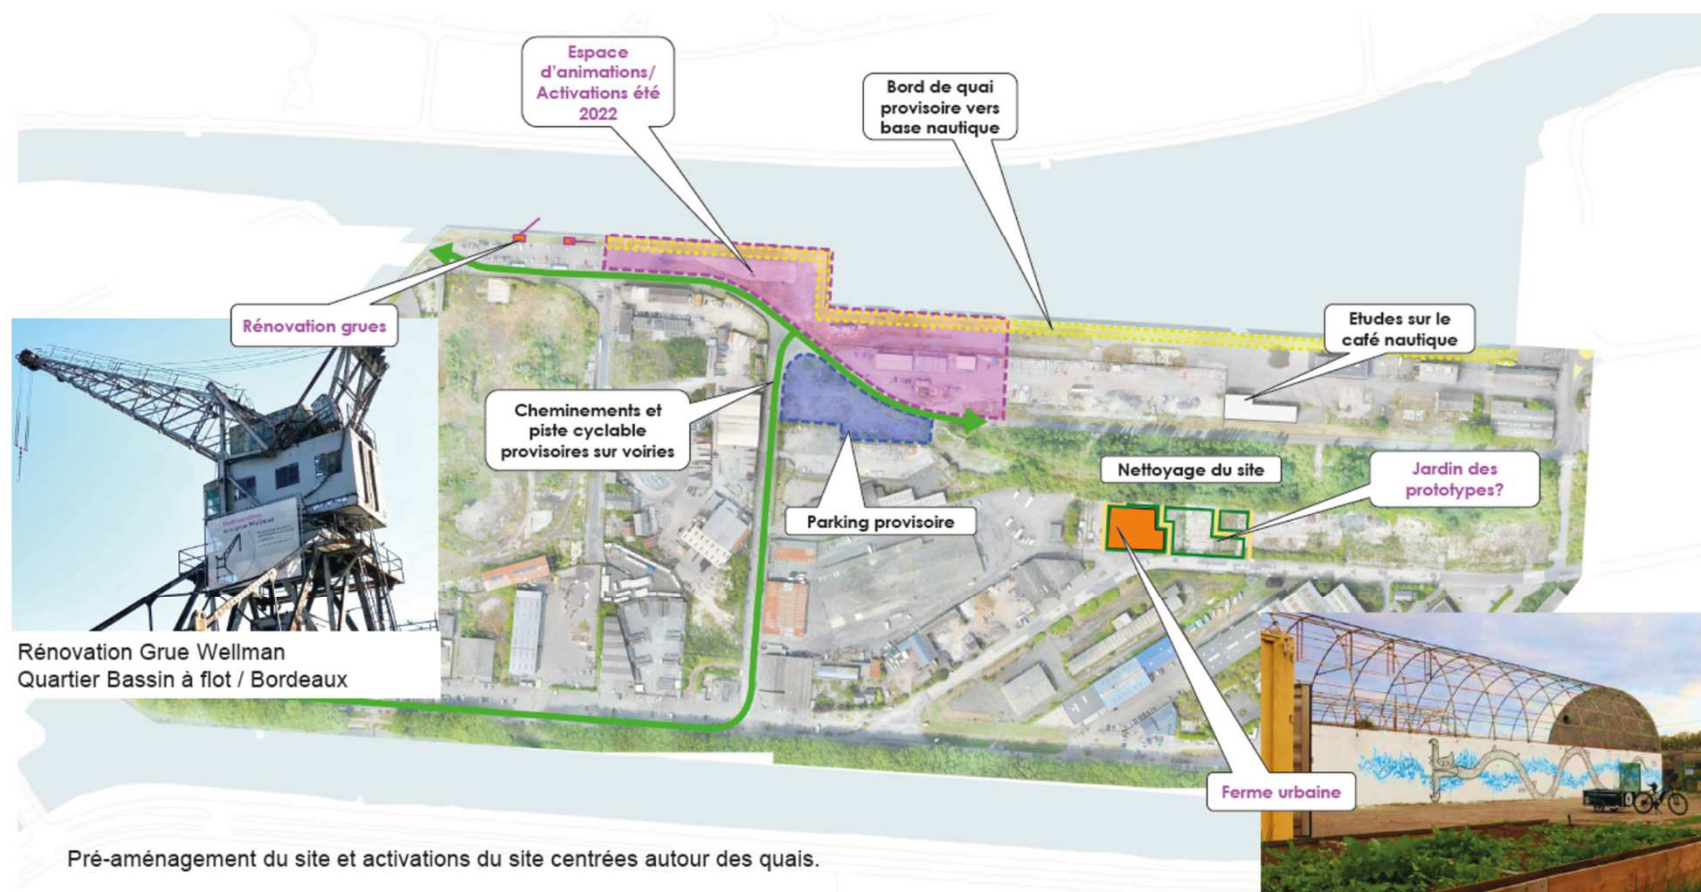 Espace
d'animations/
Activations été
2022
Bord de quai
provisoire vers
base nautique
Rénovation grues
Etudes sur le
café nautique
Cheminements et
piste cyclable
provisoires sur voiries
Nettoyage du site
Jardin des
prototypes?
Parking provisoire
Rénovation Grue Wellman
Quartier Bassin à flot / Bordeaux
Ferme urbaine
Pré-aménagement du site et activations du site centrées autour des quais.